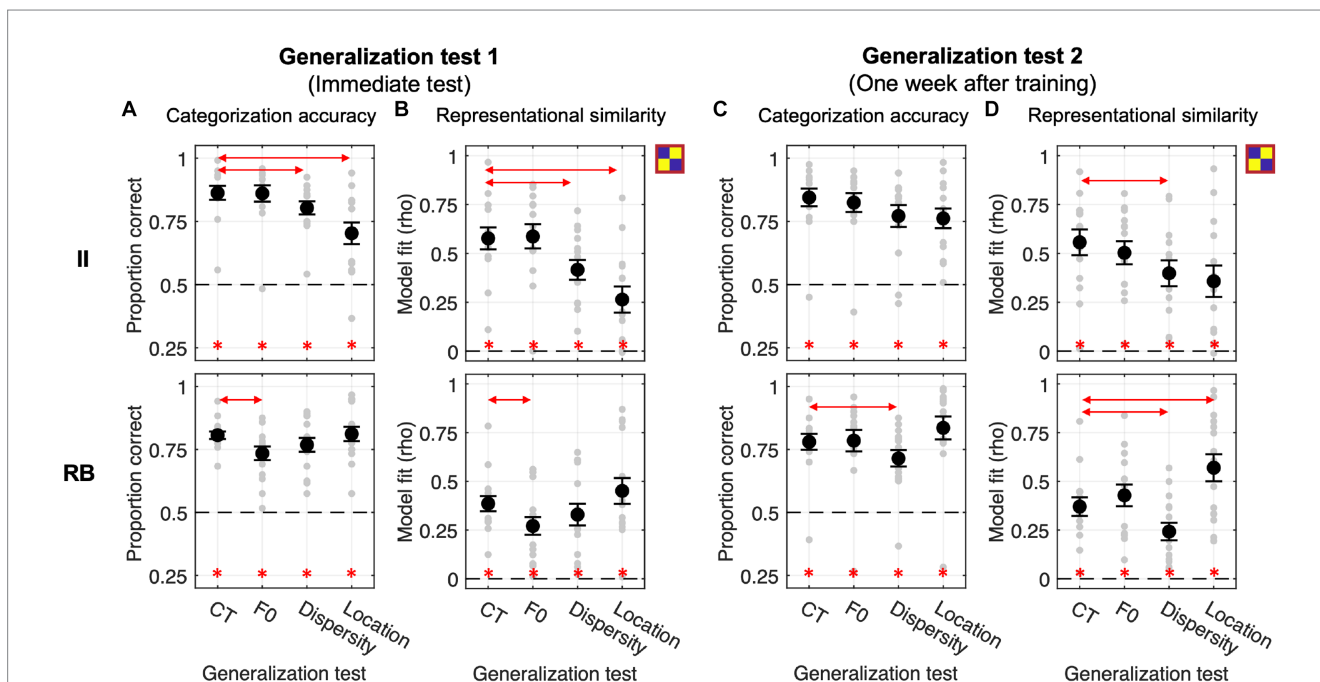 Generalization test 1
(Immediate test)
Generalization test 2
(One week after training)
A
Categorization accuracy
B
Representational similarity
C
Categorization accuracy
D
Representational similarity
II
Proportion correct
1
0.75
0.5
0.25
* * * *
Model fit (rho)
1
0.75
0.5
0.25
0
* * * *
Proportion correct
1
0.75
0.5
0.25
* * * *
Model fit (rho)
1
0.75
0.5
0.25
0
* * * *
RB
Proportion correct
1
0.75
0.5
0.25
* * * *
Model fit (rho)
1
0.75
0.5
0.25
0
* * * *
Proportion correct
1
0.75
0.5
0.25
* * * *
Model fit (rho)
1
0.75
0.5
0.25
0
* * * *
CT
F0
Dispersity
Location
CT
F0
Dispersity
Location
CT
F0
Dispersity
Location
CT
F0
Dispersity
Location
Generalization test
Generalization test
Generalization test
Generalization test